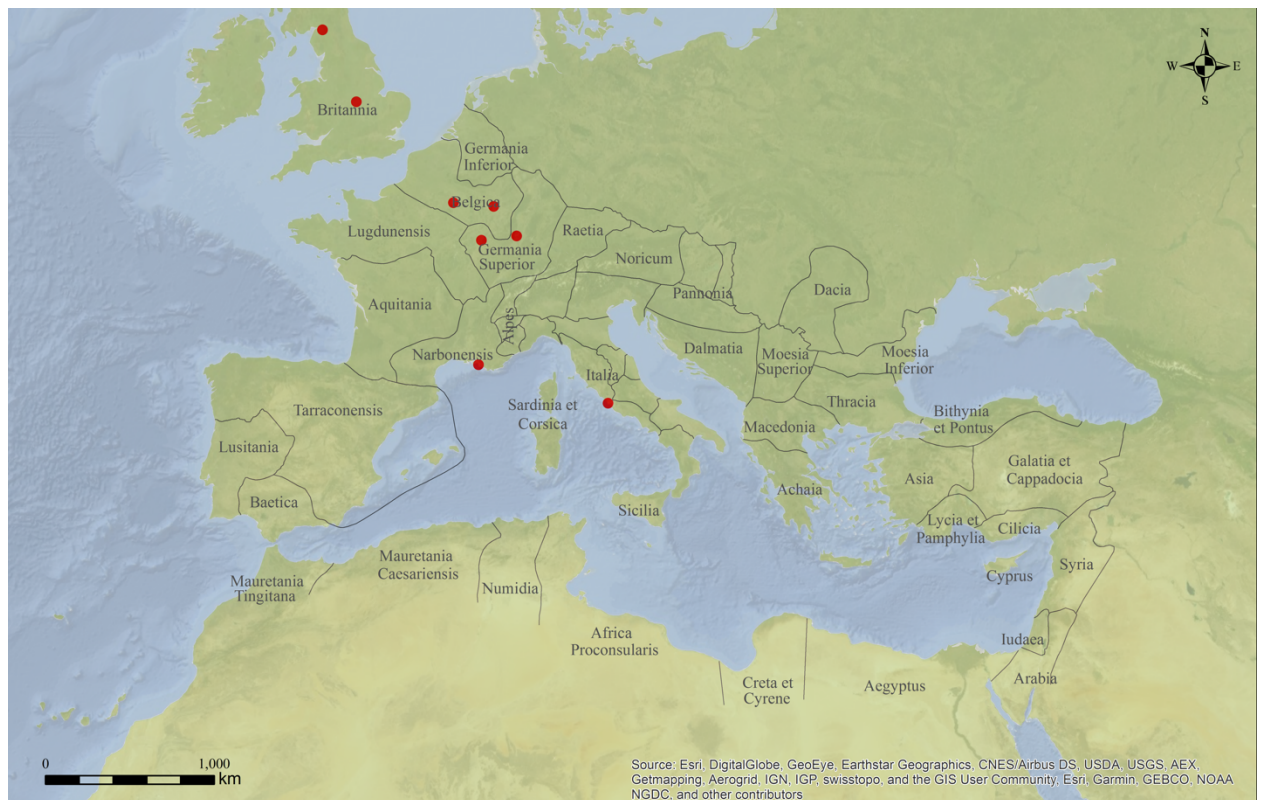 N
W E
S
Britannia
Germania
Inferior
Belgica
Lugdunensis
Germania
Superior
Raetia
Noricum
Aquitania
Alpes
Pannonia
Dacia
Narbonensis
Italia
Dalmatia
Moesia
Superior
Moesia
Inferior
Tarraconensis
Sardinia et
Corsica
Macedonia
Thracia
Bithynia
et Pontus
Lusitania
Baetica
Sicilia
Achaia
Asia
Galatia et
Cappadocia
Lycia et
Pamphylia
Cilicia
Mauretania
Tingitana
Mauretania
Caesariensis
Numidia
Cyprus
Syria
Africa
Proconsularis
Iudaea
Creta et
Cyrene
Aegyptus
Arabia
0 1,000
km
Source: Esri, DigitalGlobe, GeoEye, Earthstar Geographics, CNES/Airbus DS, USDA, USGS, AEX,
Getmapping, Aerogrid, IGN, IGP, swisstopo, and the GIS User Community, Esri, Garmin, GEBCO, NOAA
NGDC, and other contributors